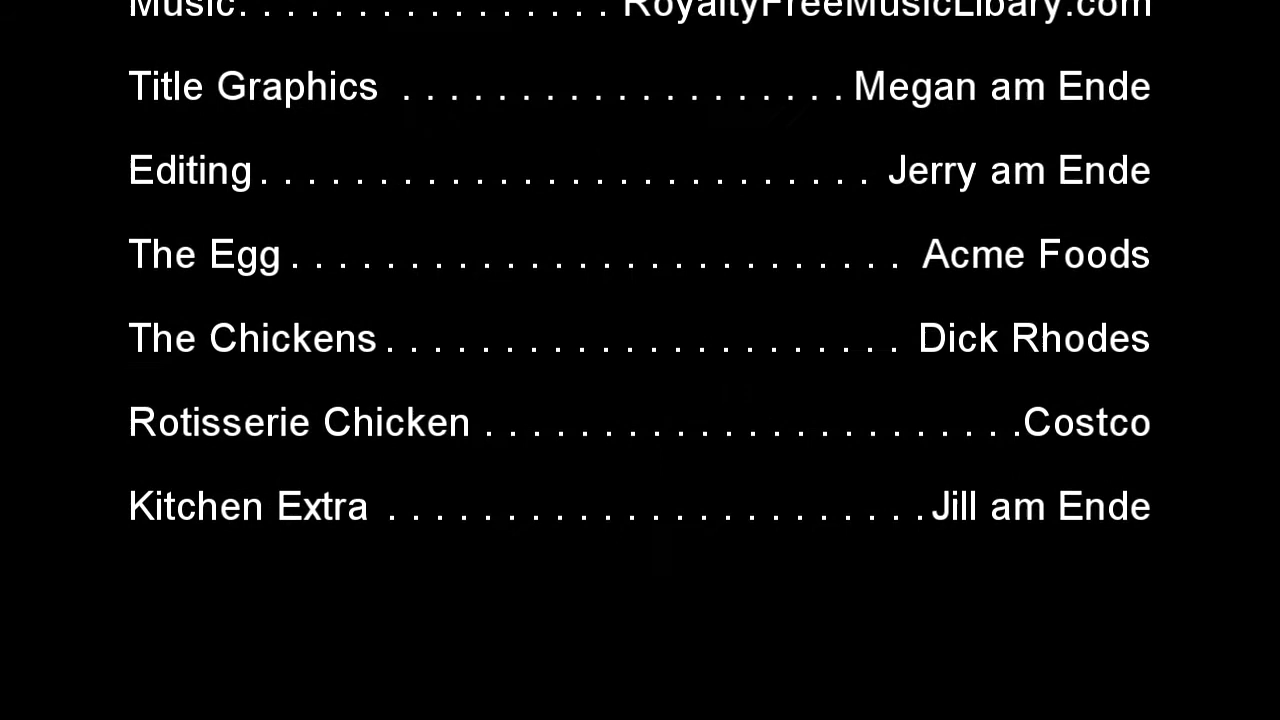 Music. . . . . . . . . . . . . . . . RoyaltyFreeMusicLibary.com
Title Graphics . . . . . . . . . . . . . . . . . . . Megan am Ende
Editing . . . . . . . . . . . . . . . . . . . . . . . . . . Jerry am Ende
The Egg . . . . . . . . . . . . . . . . . . . . . . . . . . Acme Foods
The Chickens . . . . . . . . . . . . . . . . . . . . . . Dick Rhodes
Rotisserie Chicken . . . . . . . . . . . . . . . . . . . . . . .Costco
Kitchen Extra . . . . . . . . . . . . . . . . . . . . . . . Jill am Ende